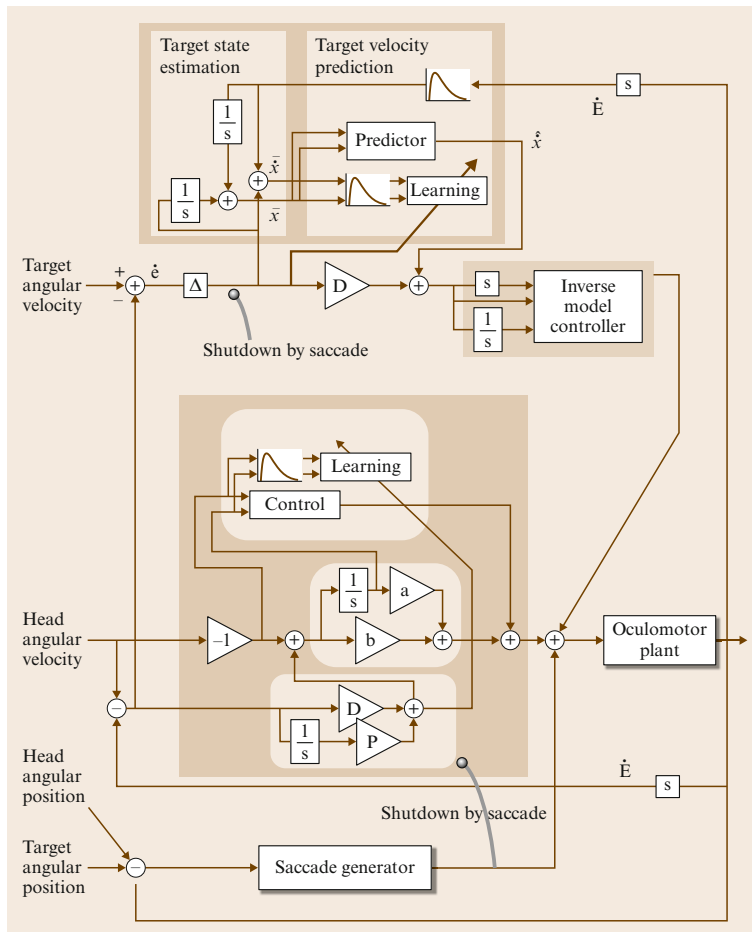 Target state
estimation
Target velocity
prediction
1
s
s
Ė
Predictor
x̂̇
x̄̇
1
s
+
+
Learning
x̄
Target
angular
velocity
+
−
+
ė
Δ
D
+
s
1
s
Inverse
model
controller
Shutdown by saccade
Learning
Control
1
s
a
Head
angular
velocity
−1
+
b
+
+
+
Oculomotor
plant
−
D
+
1
s
P
Head
angular
position
Ė
s
Shutdown by saccade
Target
angular
position
−
Saccade generator